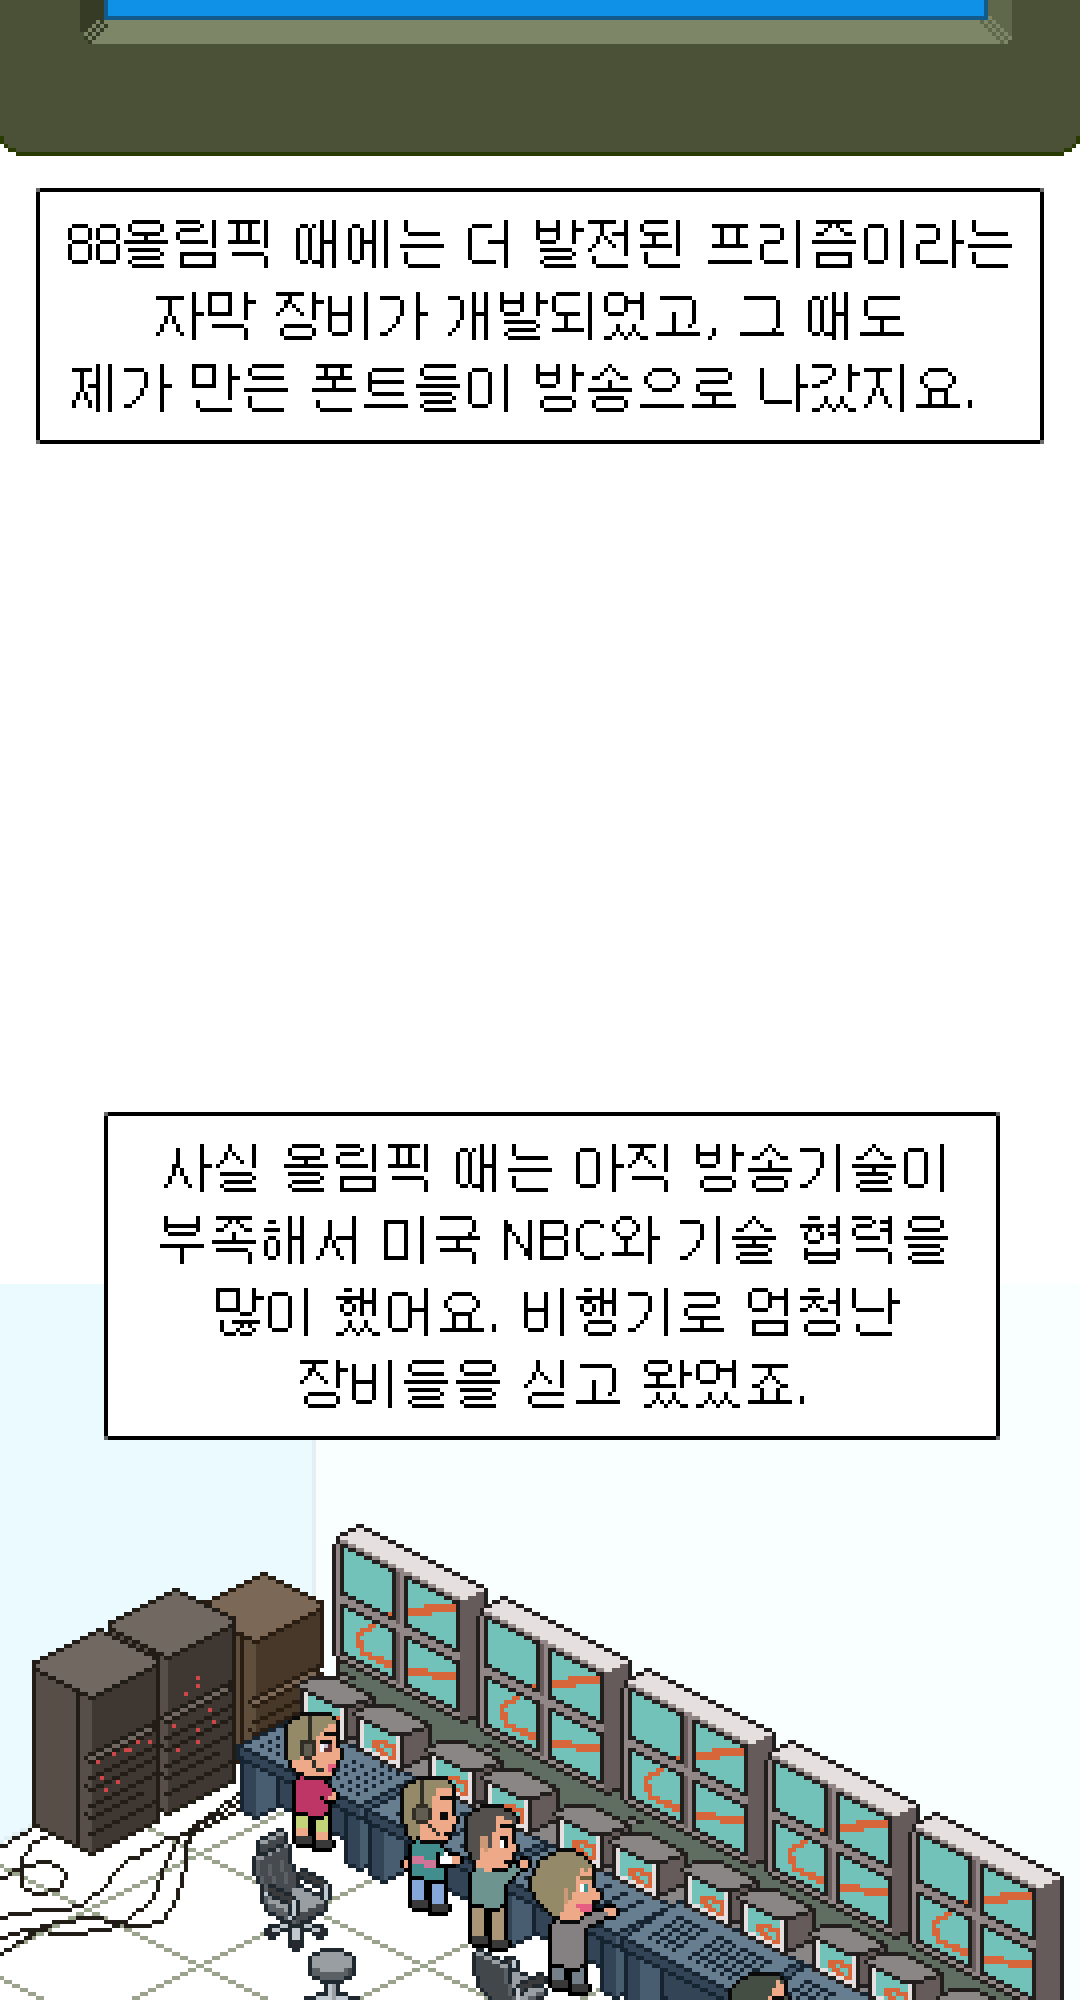 88올림픽 때에는 더 발전된 프리즘이라는
자막 장비가 개발되었고, 그 때도
제가 만든 폰트들이 방송으로 나갔지요.
사실 올림픽 때는 아직 방송기술이
부족해서 미국 NBC와 기술 협력을
많이 했어요. 비행기로 엄청난
장비들을 싣고 왔었죠.